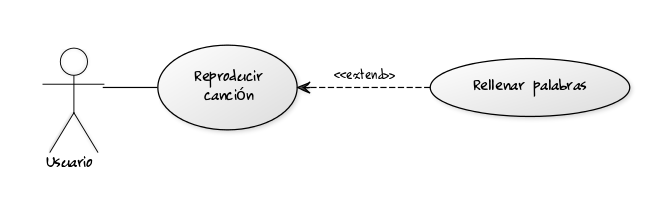 Reproducir
canción
<<extend>>
Rellenar palabras
Usuario